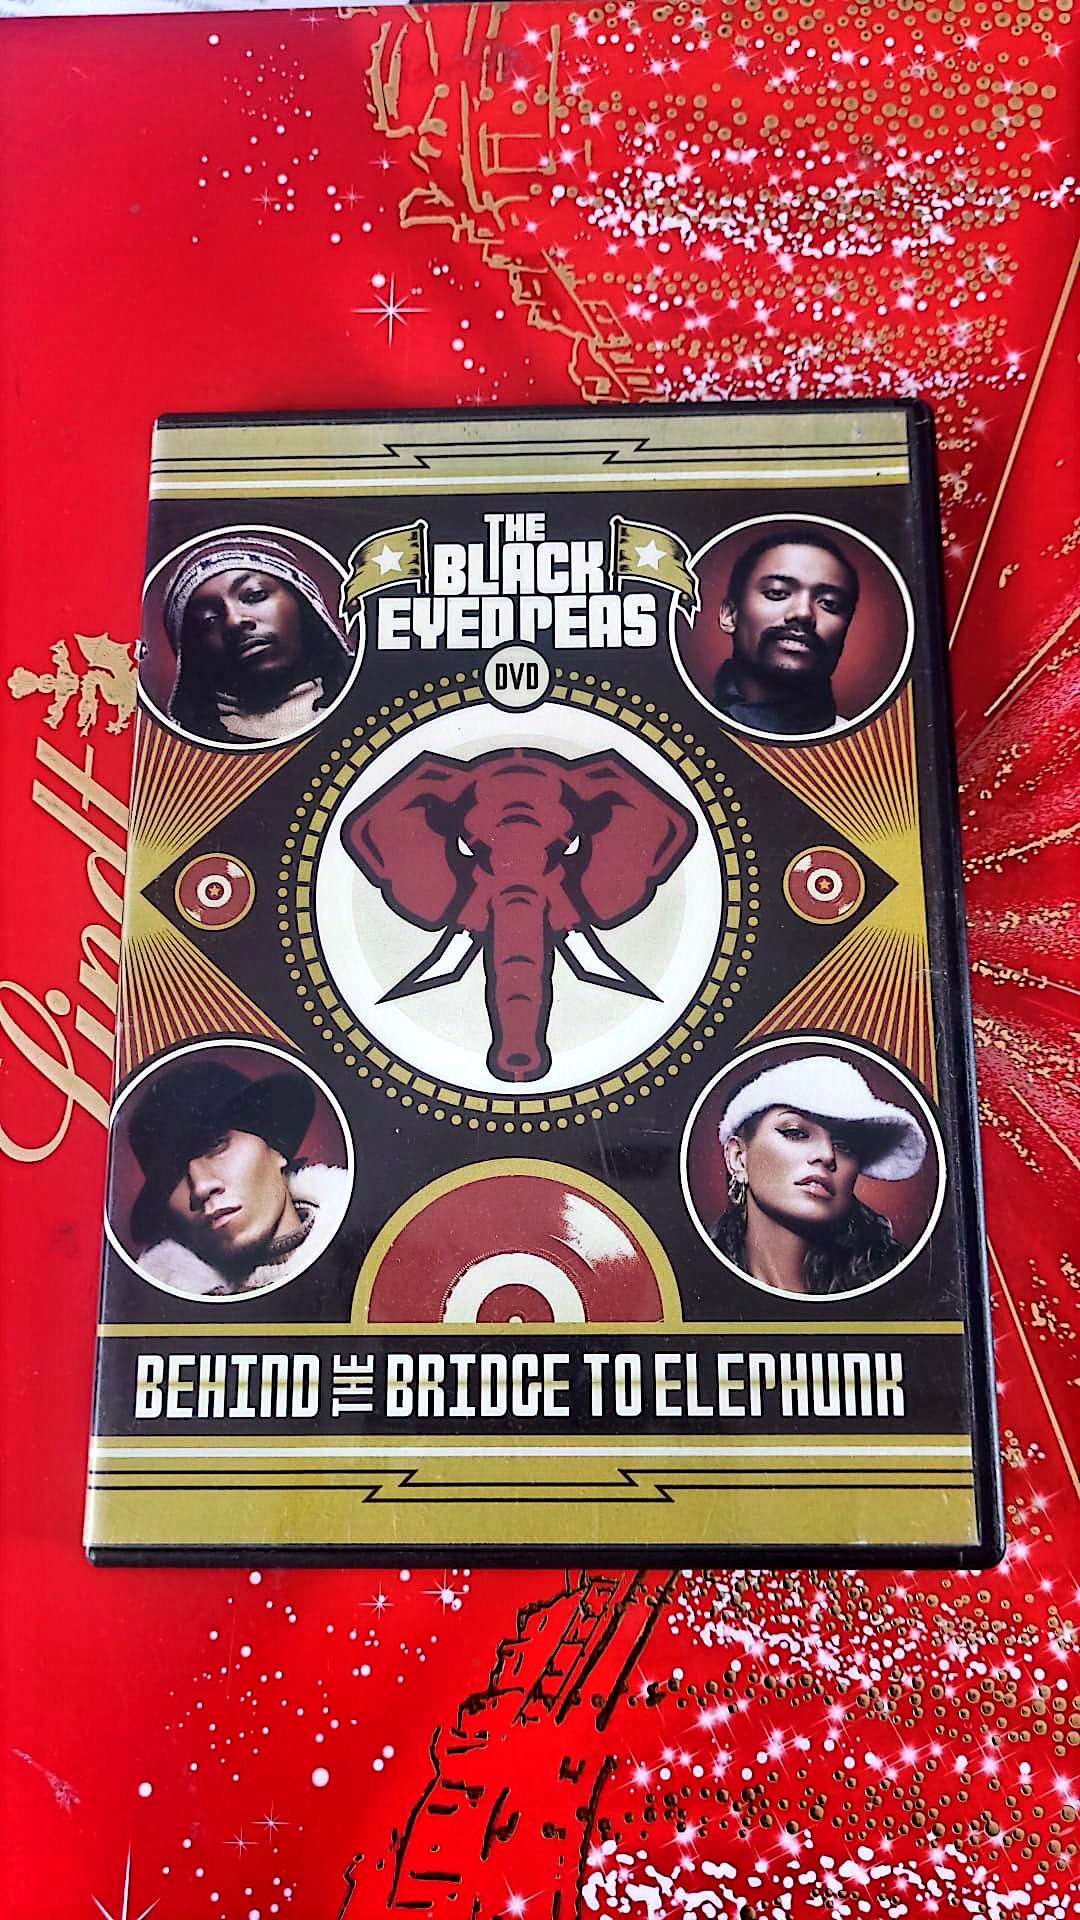 THE
BLACK
EYED PEAS
DVD
Lindt
BEHIND THE BRIDGE TO ELEPHUNK